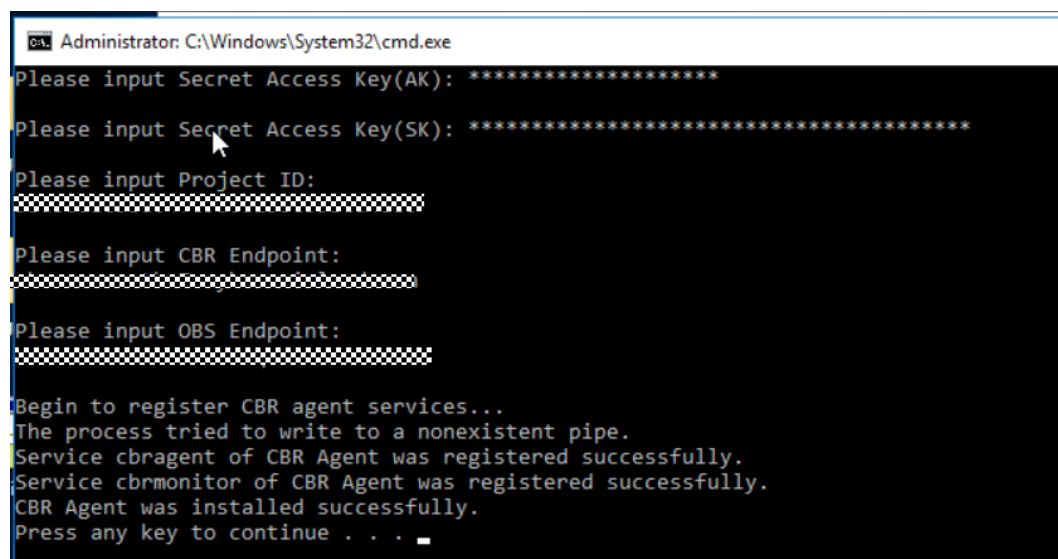 Administrator: C:\Windows\System32\cmd.exe
Please input Secret Access Key(AK): ********************
Please input Secret Access Key(SK): ****************************************
Please input Project ID:
Please input CBR Endpoint:
Please input OBS Endpoint:
Begin to register CBR agent services...
The process tried to write to a nonexistent pipe.
Service cbragent of CBR Agent was registered successfully.
Service cbrmonitor of CBR Agent was registered successfully.
CBR Agent was installed successfully.
Press any key to continue . . .